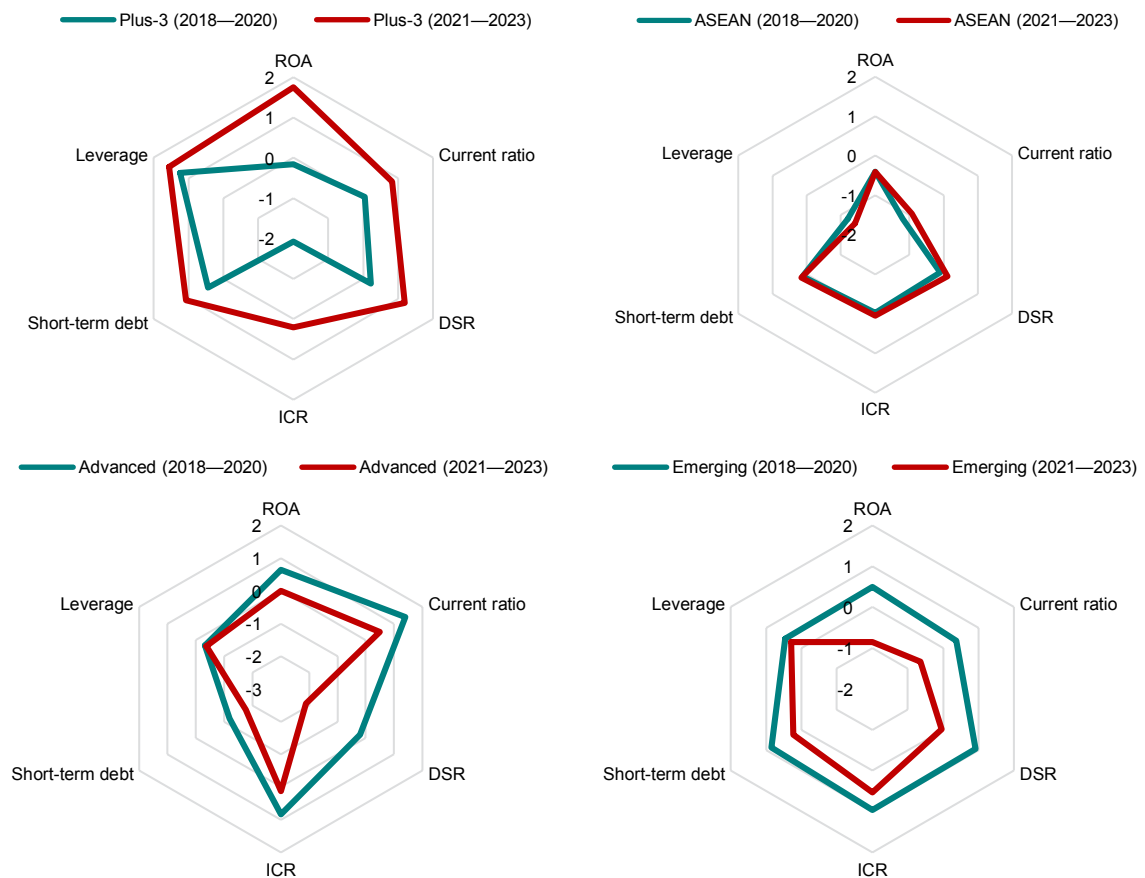 Plus-3 (2018—2020) Plus-3 (2021—2023)
ROA
2
1
0
-1
-2
Leverage
Current ratio
Short-term debt
DSR
ICR
ASEAN (2018—2020) ASEAN (2021—2023)
ROA
2
1
0
-1
-2
Leverage
Current ratio
Short-term debt
DSR
ICR
Advanced (2018—2020) Advanced (2021—2023)
ROA
2
1
0
-1
-2
-3
Leverage
Current ratio
Short-term debt
DSR
ICR
Emerging (2018—2020) Emerging (2021—2023)
ROA
2
1
0
-1
-2
Leverage
Current ratio
Short-term debt
DSR
ICR